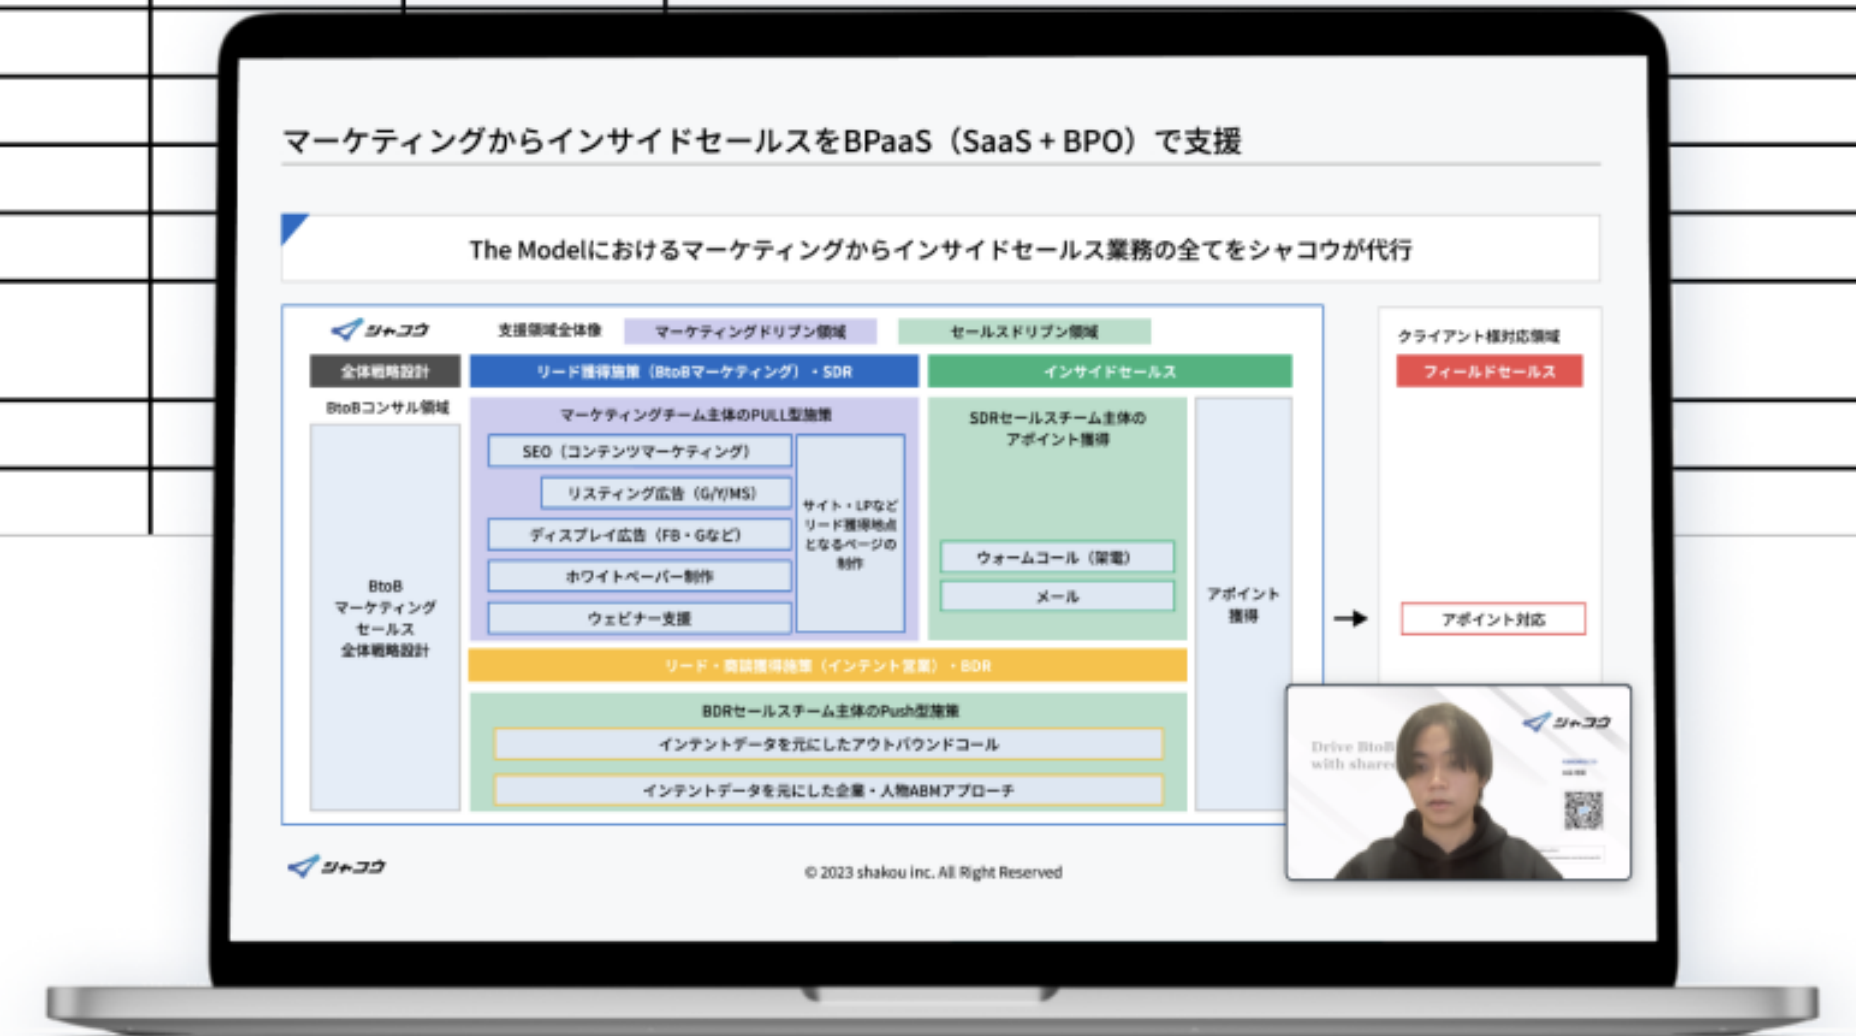 マーケティングからインサイドセールスをBPaaS（SaaS + BPO）で支援
The Modelにおけるマーケティングからインサイドセールス業務の全てをシャコウが代行
シャコウ
支援領域全体像
マーケティングドリブン領域
セールスドリブン領域
クライアント様対応領域
全体戦略設計
リード獲得施策（BtoBマーケティング）・SDR
インサイドセールス
フィールドセールス
BtoBコンサル領域
マーケティングチーム主体のPULL型施策
SEO（コンテンツマーケティング）
リスティング広告（G/Y/MS）
ディスプレイ広告（FB・Gなど）
ホワイトペーパー制作
ウェビナー支援
サイト・LPなど
リード獲得地点
となるページの
制作
SDRセールスチーム主体の
アポイント獲得
ウォームコール（架電）
メール
BtoB
マーケティング
セールス
全体戦略設計
アポイント
獲得
アポイント対応
リード・商談獲得施策（インテント営業）・BDR
BDRセールスチーム主体のPush型施策
インテントデータを元にしたアウトバウンドコール
インテントデータを元にした企業・人物ABMアプローチ
シャコウ
Drive BtoB
with share
シャコウ
© 2023 shakou inc. All Right Reserved